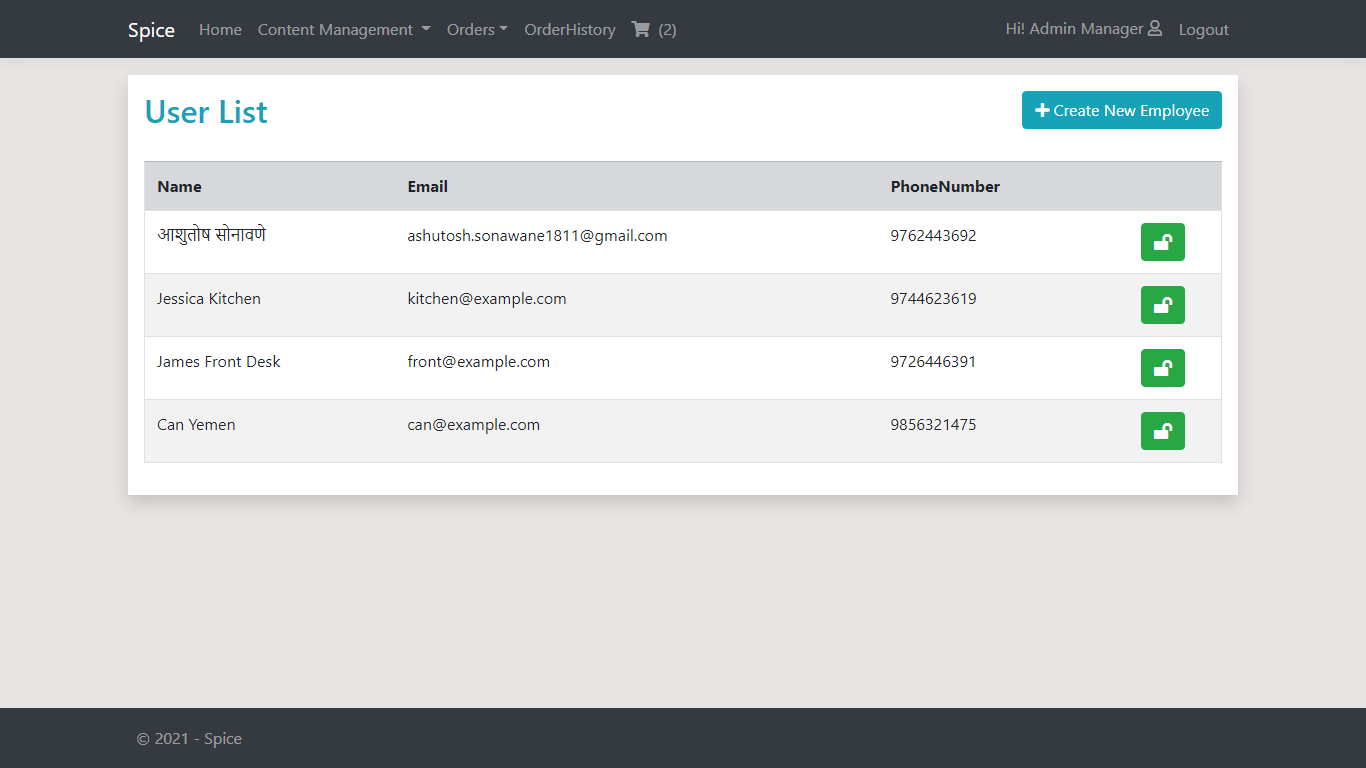 Spice Home Content Management Orders OrderHistory (2) Hi! Admin Manager Logout
User List
Create New Employee
Name Email PhoneNumber
आशुतोष सोनावणे ashutosh.sonawane1811@gmail.com 9762443692
Jessica Kitchen kitchen@example.com 9744623619
James Front Desk front@example.com 9726446391
Can Yemen can@example.com 9856321475
© 2021 - Spice